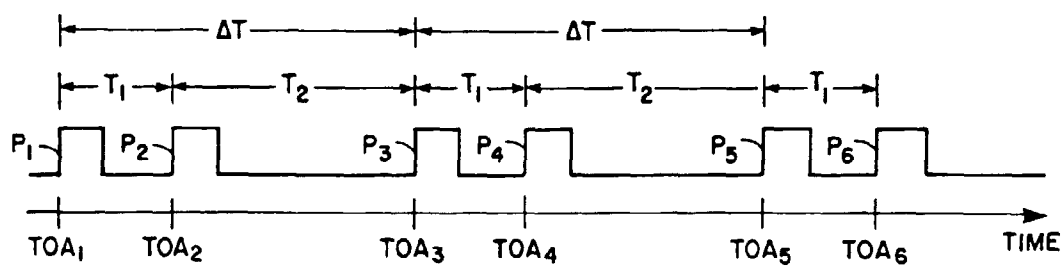 ΔT ΔT
T₁ T₂ T₁ T₂ T₁
P₁ P₂ P₃ P₄ P₅ P₆
TOA₁ TOA₂ TOA₃ TOA₄ TOA₅ TOA₆ TIME